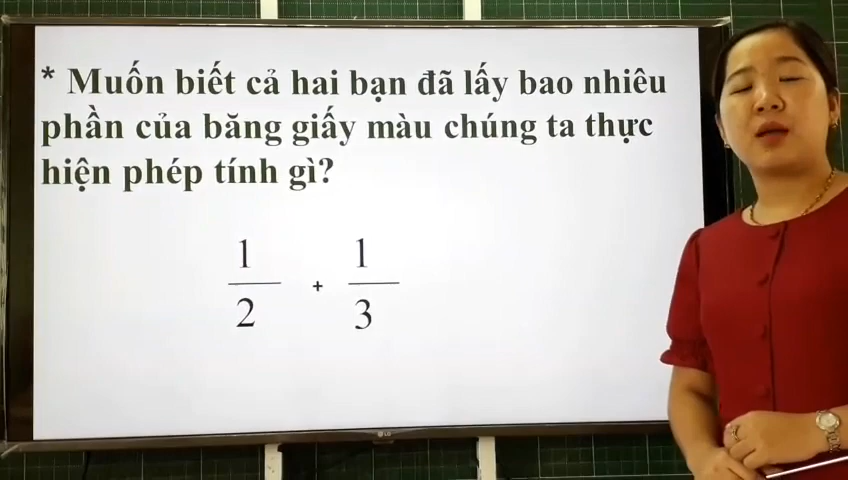 * Muốn biết cả hai bạn đã lấy bao nhiêu
phần của băng giấy màu chúng ta thực
hiện phép tính gì?
1 1
+
2 3
LG